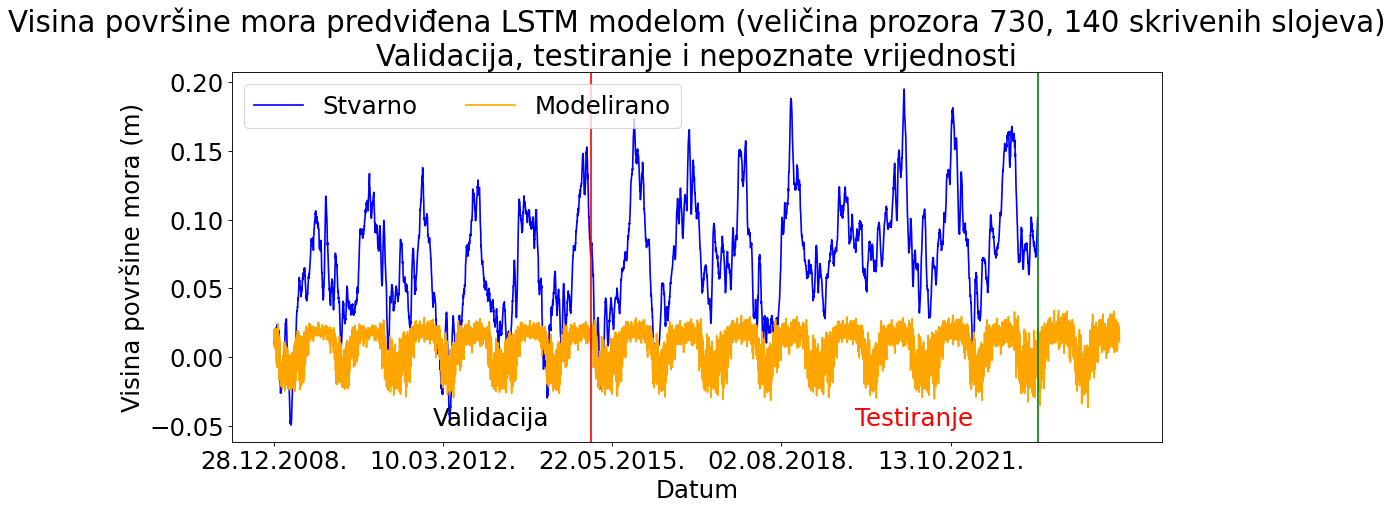 Visina površine mora predviđena LSTM modelom (veličina prozora 730, 140 skrivenih slojeva)
Validacija, testiranje i nepoznate vrijednosti
Stvarno Modelirano
Visina površine mora (m)
0.20
0.15
0.10
0.05
0.00
−0.05
Validacija Testiranje
28.12.2008. 10.03.2012. 22.05.2015. 02.08.2018. 13.10.2021.
Datum